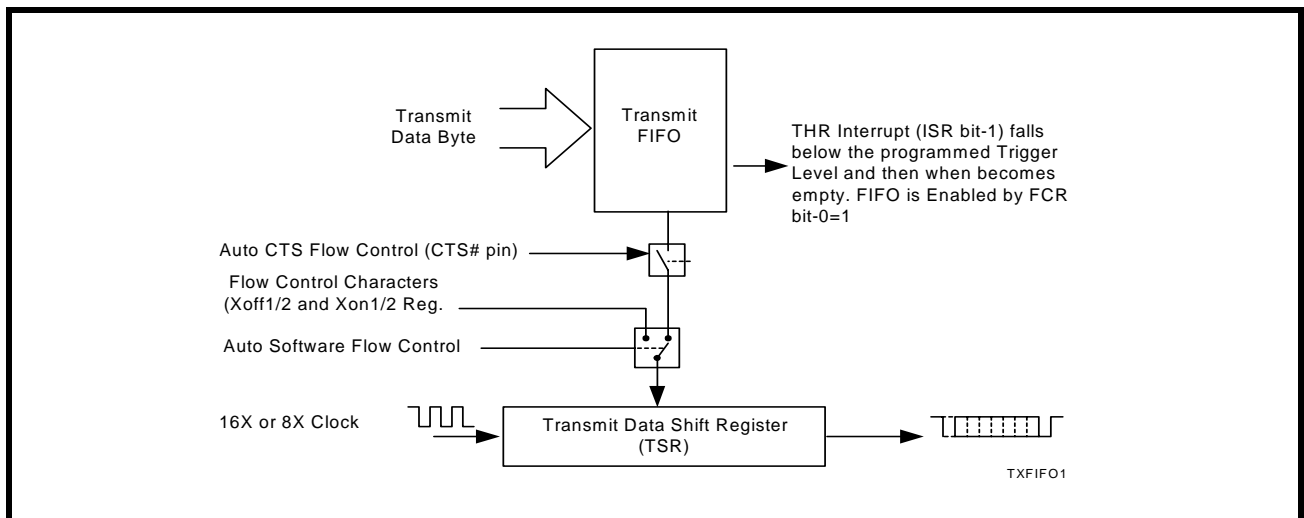 Transmit
Data Byte
Transmit
FIFO
THR Interrupt (ISR bit-1) falls
below the programmed Trigger
Level and then when becomes
empty. FIFO is Enabled by FCR
bit-0=1
Auto CTS Flow Control (CTS# pin)
Flow Control Characters
(Xoff1/2 and Xon1/2 Reg.
Auto Software Flow Control
16X or 8X Clock
Transmit Data Shift Register
(TSR)
TXFIFO1